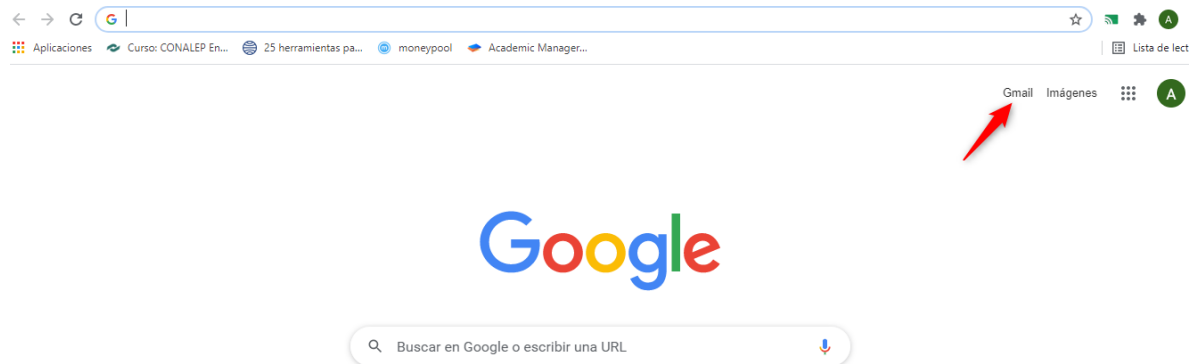 G
A
Aplicaciones
Curso: CONALEP En...
25 herramientas pa...
moneypool
Academic Manager...
Lista de lect
Gmail Imágenes
A
Google
Buscar en Google o escribir una URL